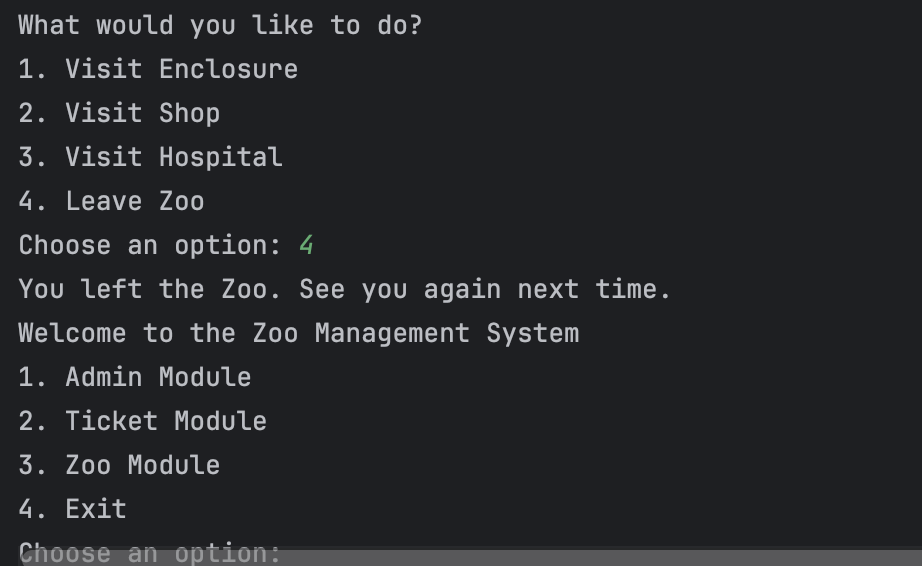 What would you like to do?
1. Visit Enclosure
2. Visit Shop
3. Visit Hospital
4. Leave Zoo
Choose an option: 4
You left the Zoo. See you again next time.
Welcome to the Zoo Management System
1. Admin Module
2. Ticket Module
3. Zoo Module
4. Exit
Choose an option: